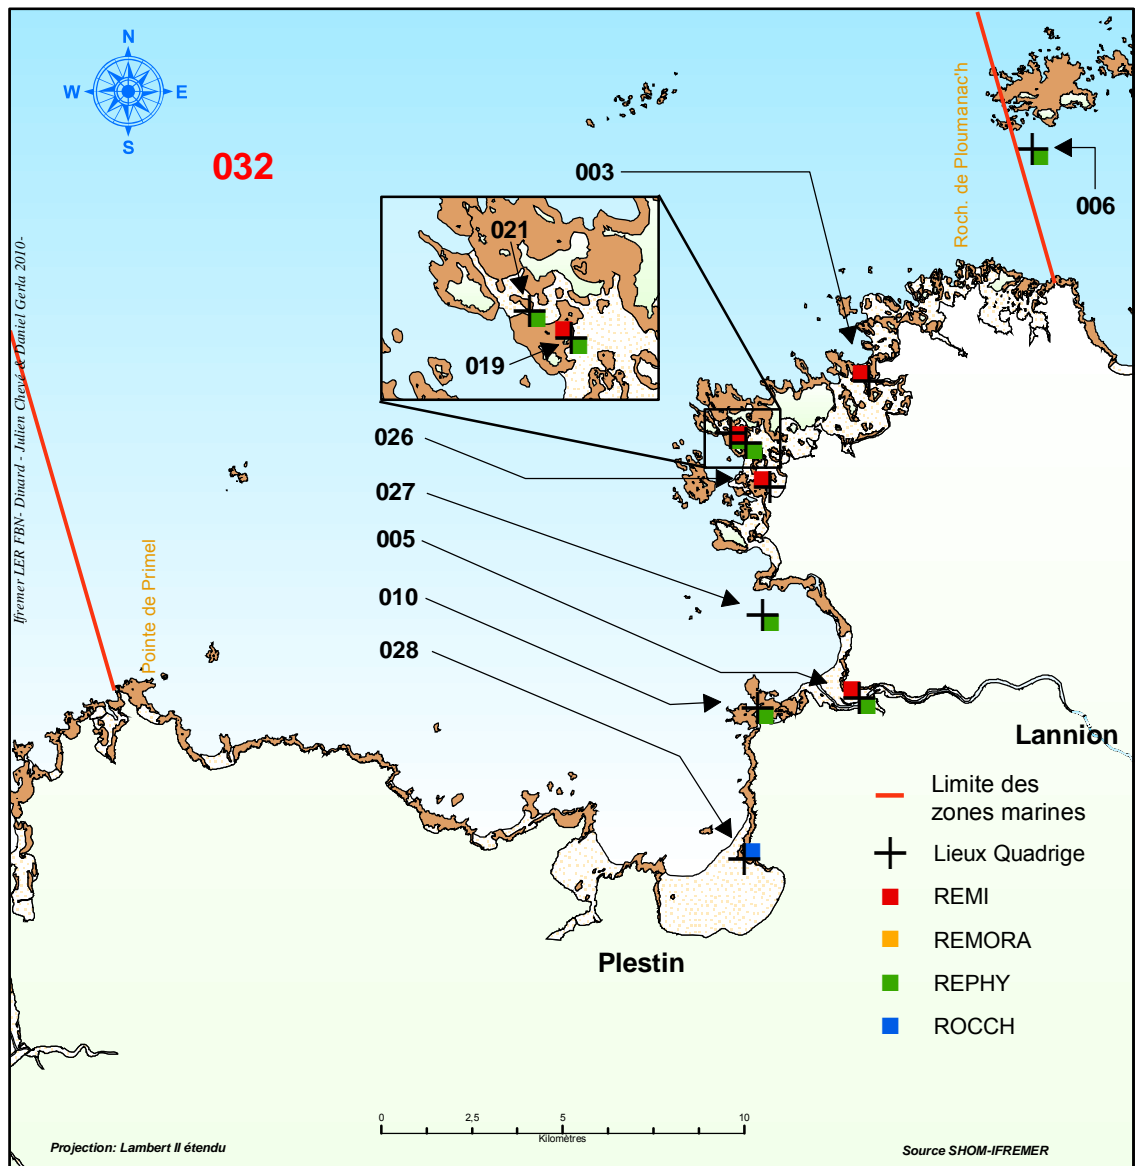 N
W
E
S
032
003
006
Roch. de Ploumanac'h
021
019
026
027
005
010
028
Ifremer LER FBN- Dinard - Julien Chevé & Daniel Gerla 2010-
Pointe de Primel
Lannion
Plestin
Limite des
zones marines
Lieux Quadrige
REMI
REMORA
REPHY
ROCCH
0
2,5
5
10
Kilomètres
Projection: Lambert II étendu
Source SHOM-IFREMER